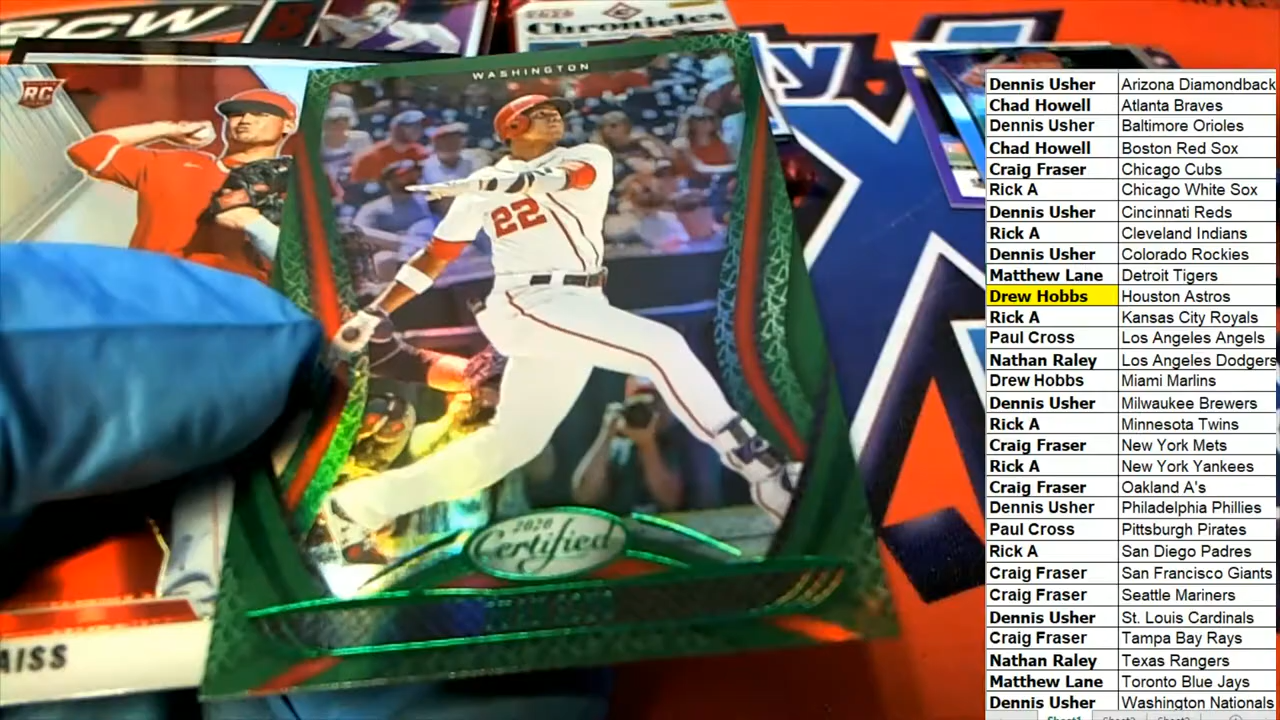 CW
2020
Chronicles
RC
WASHINGTON
22
2020
Certified
AISS
Dennis Usher Arizona Diamondback
Chad Howell Atlanta Braves
Dennis Usher Baltimore Orioles
Chad Howell Boston Red Sox
Craig Fraser Chicago Cubs
Rick A Chicago White Sox
Dennis Usher Cincinnati Reds
Rick A Cleveland Indians
Dennis Usher Colorado Rockies
Matthew Lane Detroit Tigers
Drew Hobbs Houston Astros
Rick A Kansas City Royals
Paul Cross Los Angeles Angels
Nathan Raley Los Angeles Dodgers
Drew Hobbs Miami Marlins
Dennis Usher Milwaukee Brewers
Rick A Minnesota Twins
Craig Fraser New York Mets
Rick A New York Yankees
Craig Fraser Oakland A's
Dennis Usher Philadelphia Phillies
Paul Cross Pittsburgh Pirates
Rick A San Diego Padres
Craig Fraser San Francisco Giants
Craig Fraser Seattle Mariners
Dennis Usher St. Louis Cardinals
Craig Fraser Tampa Bay Rays
Nathan Raley Texas Rangers
Matthew Lane Toronto Blue Jays
Dennis Usher Washington Nationals